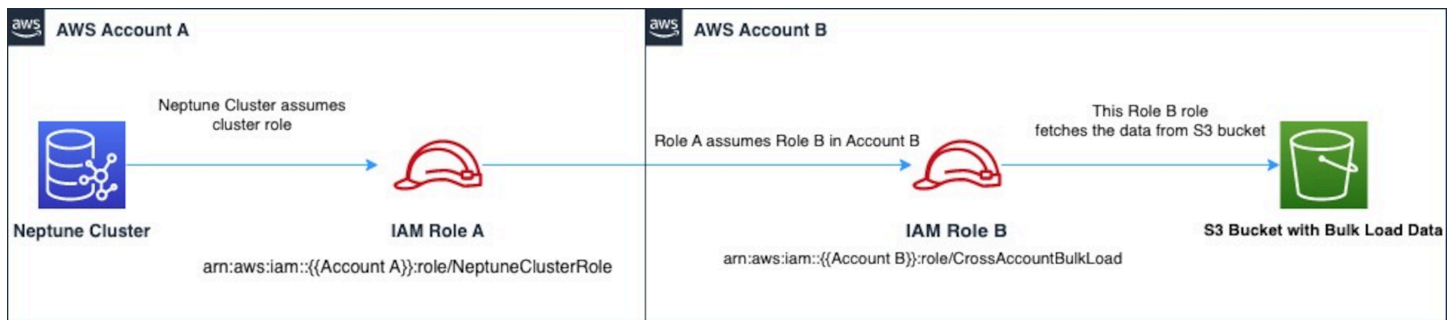 aws
AWS Account A
aws
AWS Account B
Neptune Cluster assumes
cluster role
Role A assumes Role B in Account B
This Role B role
fetches the data from S3 bucket
Neptune Cluster
IAM Role A
IAM Role B
S3 Bucket with Bulk Load Data
arn:aws:iam::{{Account A}}:role/NeptuneClusterRole
arn:aws:iam::{{Account B}}:role/CrossAccountBulkLoad